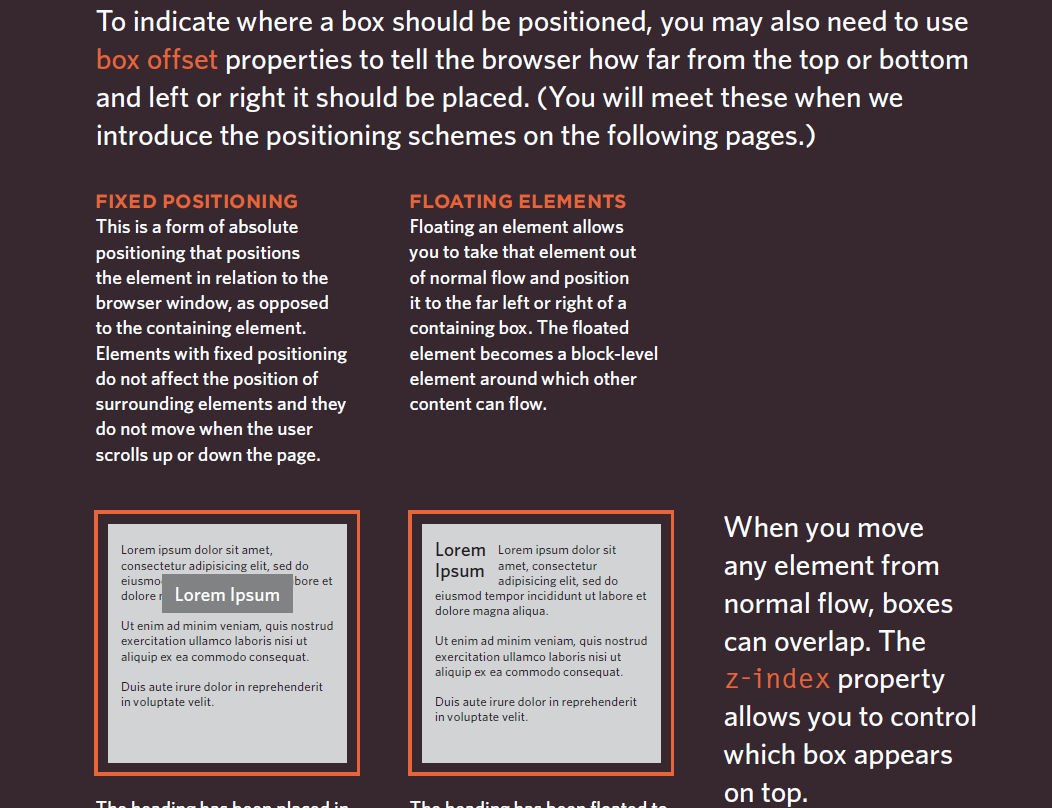 To indicate where a box should be positioned, you may also need to use
box offset properties to tell the browser how far from the top or bottom
and left or right it should be placed. (You will meet these when we
introduce the positioning schemes on the following pages.)
FIXED POSITIONING
This is a form of absolute
positioning that positions
the element in relation to the
browser window, as opposed
to the containing element.
Elements with fixed positioning
do not affect the position of
surrounding elements and they
do not move when the user
scrolls up or down the page.
FLOATING ELEMENTS
Floating an element allows
you to take that element out
of normal flow and position
it to the far left or right of a
containing box. The floated
element becomes a block-level
element around which other
content can flow.
Lorem ipsum dolor sit amet,
consectetur adipisicing elit, sed do
eiusmo bore et
dolore
Lorem Ipsum
Ut enim ad minim veniam, quis nostrud
exercitation ullamco laboris nisi ut
aliquip ex ea commodo consequat.
Duis aute irure dolor in reprehenderit
in voluptate velit.
Lorem
Ipsum
Lorem ipsum dolor sit
amet, consectetur
adipisicing elit, sed do
eiusmod tempor incididunt ut labore et
dolore magna aliqua.
Ut enim ad minim veniam, quis nostrud
exercitation ullamco laboris nisi ut
aliquip ex ea commodo consequat.
Duis aute irure dolor in reprehenderit
in voluptate velit.
When you move
any element from
normal flow, boxes
can overlap. The
z-index property
allows you to control
which box appears
on top.
The heading has been placed in
The heading has been floated to